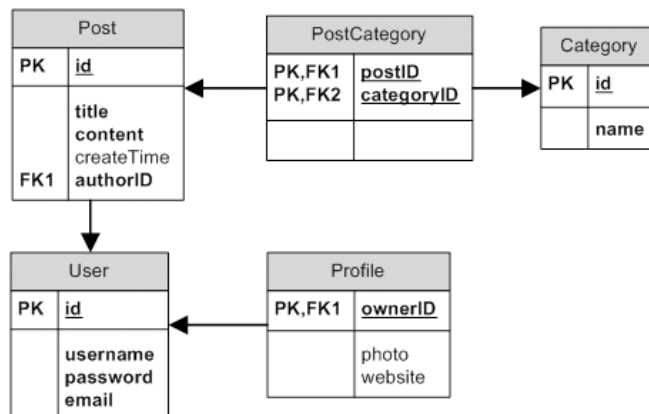 Post
PK id
title
content
createTime
FK1 authorID
PostCategory
PK,FK1 postID
PK,FK2 categoryID
Category
PK id
name
User
PK id
username
password
email
Profile
PK,FK1 ownerID
photo
website